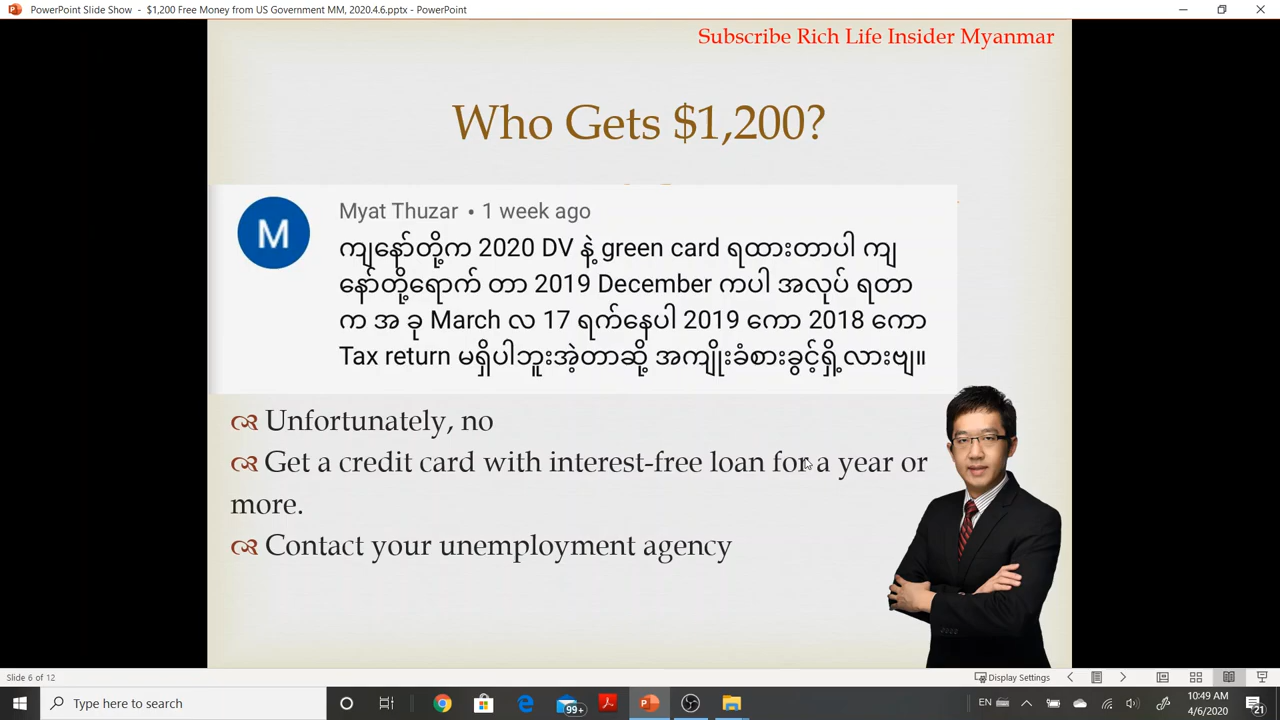 PowerPoint Slide Show - $1,200 Free Money from US Government MM, 2020.4.6.pptx - PowerPoint
Subscribe Rich Life Insider Myanmar
Who Gets $1,200?
M
Myat Thuzar • 1 week ago
ကျနော်တို့က 2020 DV နဲ့ green card ရထားတာပါ ကျ
နော်တို့ရောက် တာ 2019 December ကပါ အလုပ် ရတာ
က အ ခု March လ 17 ရက်နေပါ 2019 ကော 2018 ကော
Tax return မရှိပါဘူးအဲ့တာဆို့ အကျိုးခံစားခွင့်ရှိ့လားဗျ။
Unfortunately, no
Get a credit card with interest-free loan for a year or
more.
Contact your unemployment agency
Slide 6 of 12
Display Settings
Type here to search
99+
EN
10:49 AM
4/6/2020
21